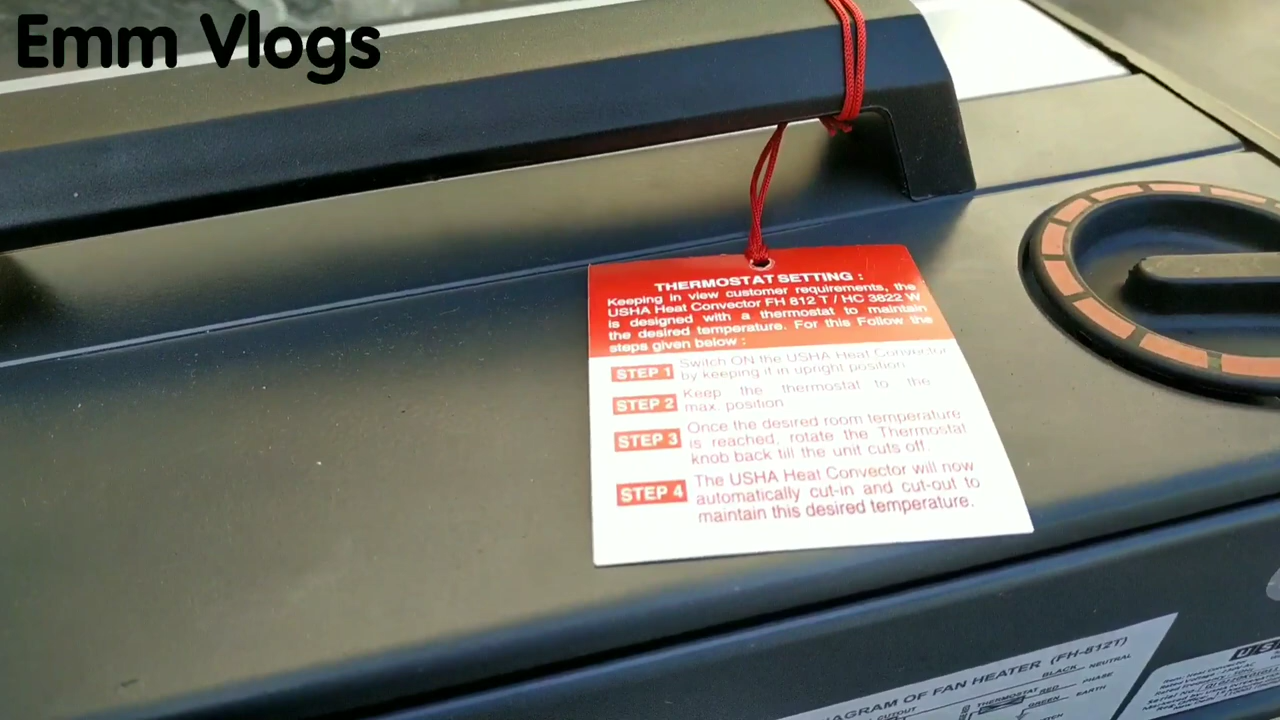 Emm Vlogs
THERMOSTAT SETTING :
Keeping in view customer requirements, the
USHA Heat Convector FH 812 T / HC 3822 W
is designed with a thermostat to maintain
the desired temperature. For this Follow the
steps given below :
STEP 1 Switch ON the USHA Heat Convector
by keeping it in upright position
STEP 2 Keep the thermostat to the
max. position
STEP 3 Once the desired room temperature
is reached, rotate the Thermostat
knob back till the unit cuts off.
STEP 4 The USHA Heat Convector will now
automatically cut-in and cut-out to
maintain this desired temperature.
OF FAN HEATER (FH-812T)
BLACK NEUTRAL
CUTOUT THERMOSTAT RED PHASE
GREEN EARTH